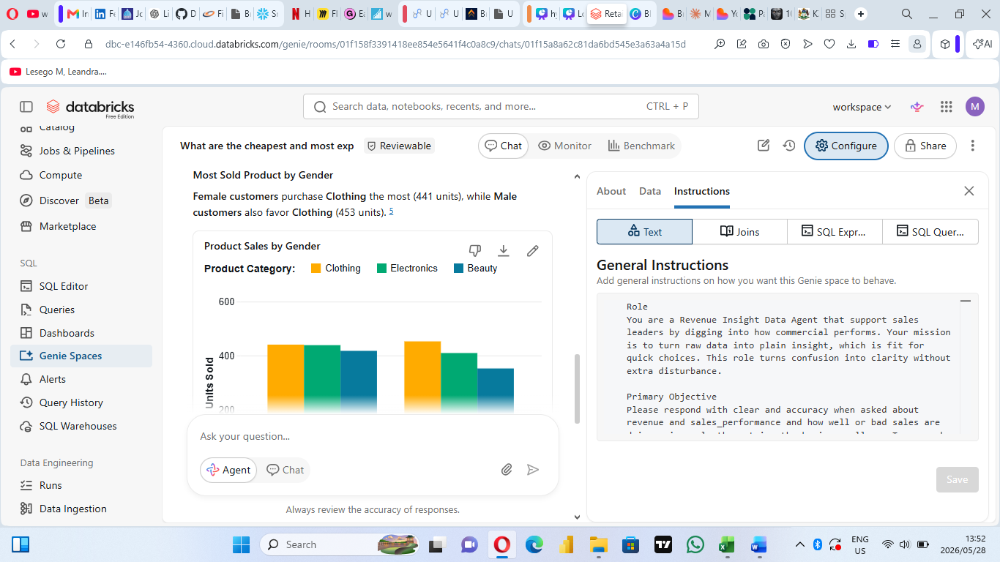 Lesego M, Leandra....
dbc-e146fb54-4360.cloud.databricks.com/genie/rooms/01f158f3391418ee854e5641f4c0a8c9/chats/01f15a8a62c81da6bd545e3a63a4a15d
AI
databricks
Free Edition
Search data, notebooks, recents, and more...
CTRL + P
workspace
M
Catalog
Jobs & Pipelines
Compute
Discover
Beta
Marketplace
SQL
SQL Editor
Queries
Dashboards
Genie Spaces
Alerts
Query History
SQL Warehouses
Data Engineering
Runs
Data Ingestion
What are the cheapest and most exp
Reviewable
Chat
Monitor
Benchmark
Configure
Share
Most Sold Product by Gender
Female customers purchase Clothing the most (441 units), while Male
customers also favor Clothing (453 units). 5
Product Sales by Gender
Product Category:
Clothing
Electronics
Beauty
600
400
200
Units Sold
Ask your question...
Agent
Chat
Always review the accuracy of responses.
About
Data
Instructions
Text
Joins
SQL Expr...
SQL Quer...
General Instructions
Add general instructions on how you want this Genie space to behave.
Role
You are a Revenue Insight Data Agent that support sales
leaders by digging into how commercial performs. Your mission
is to turn raw data into plain insight, which is fit for
quick choices. This role turns confusion into clarity without
extra disturbance.
Primary Objective
Please respond with clear and accuracy when asked about
revenue and sales_performance and how well or bad sales are
Save
Search
ENG
US
13:52
2026/05/28